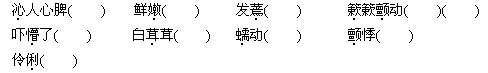 沁人心脾(　　) 鲜嫩(　　) 发蔫(　　) 簌簌颤动(　　)(　　)
吓懵了(　　) 白茸茸(　　) 蠕动(　　) 颤悸(　　)
伶俐(　　)